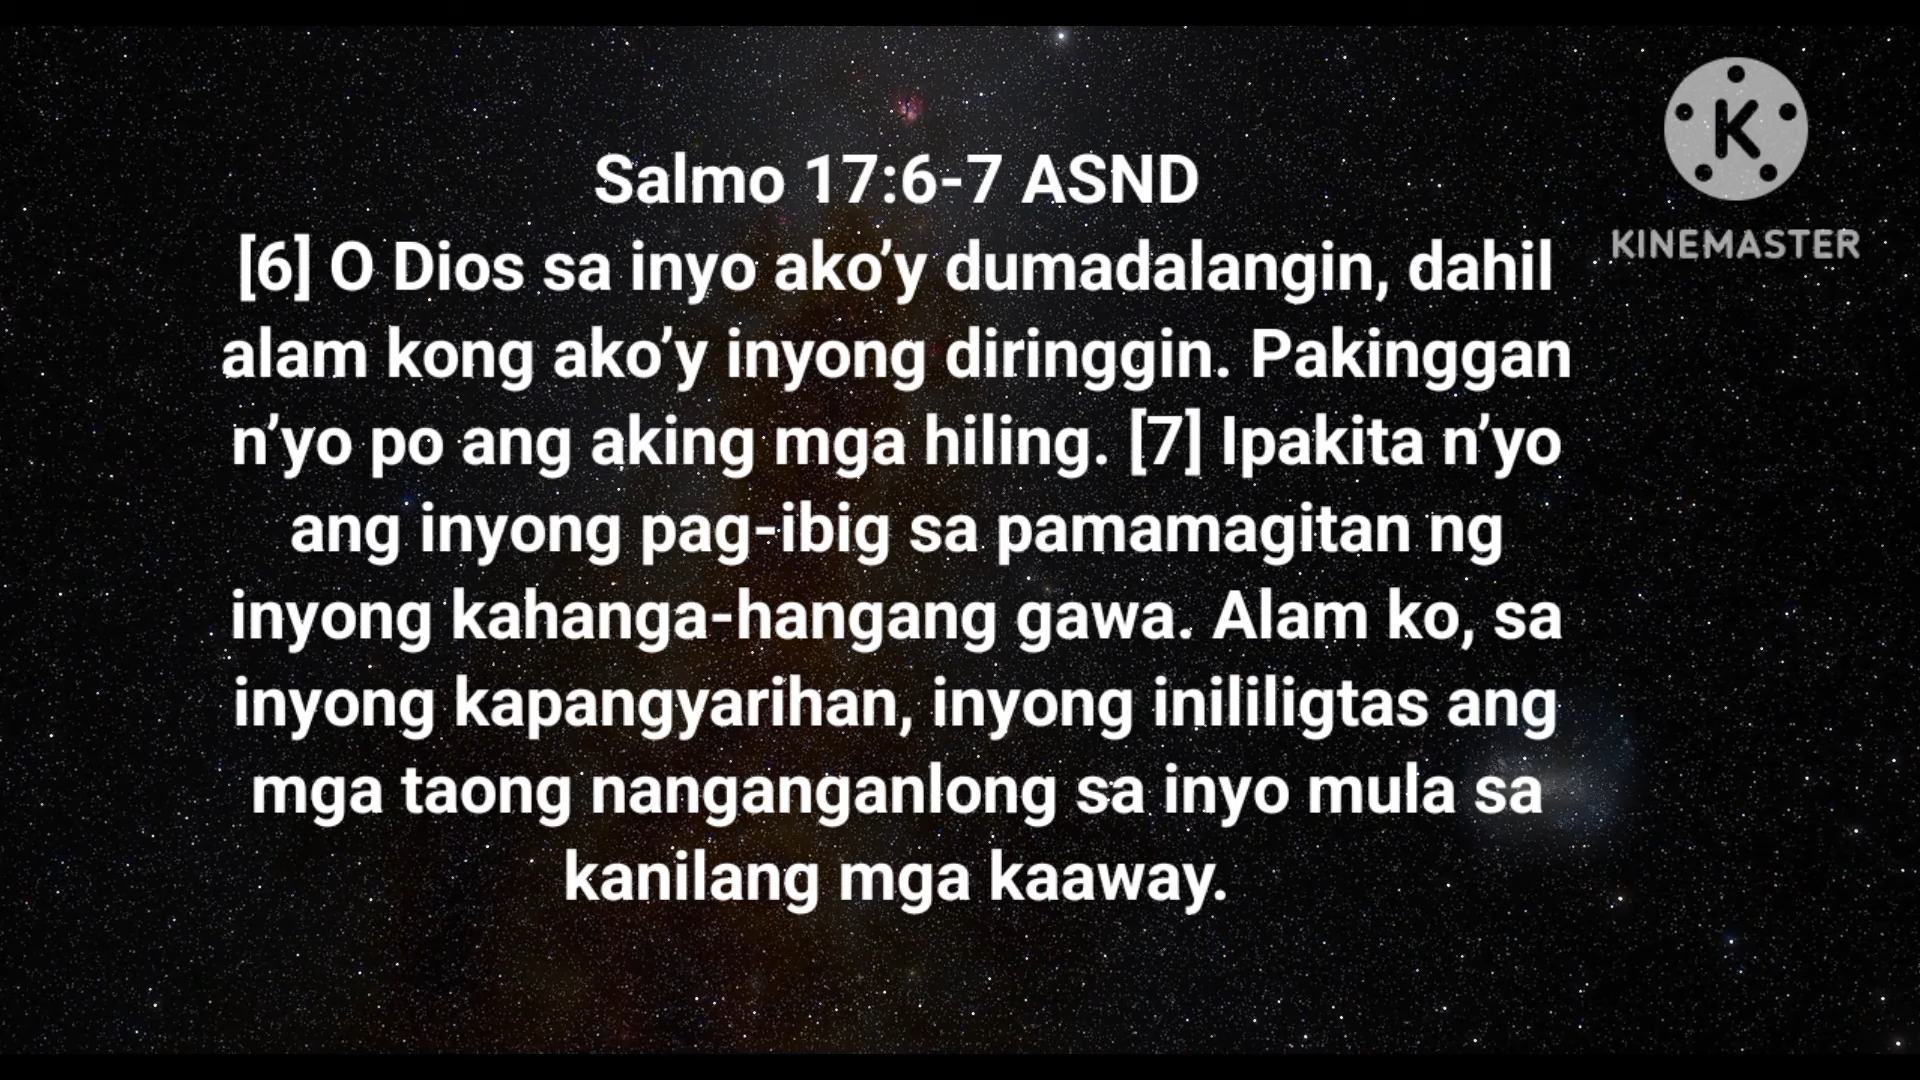 Salmo 17:6-7 ASND
[6] O Dios sa inyo ako’y dumadalangin, dahil
alam kong ako’y inyong diringgin. Pakinggan
n’yo po ang aking mga hiling. [7] Ipakita n’yo
ang inyong pag-ibig sa pamamagitan ng
inyong kahanga-hangang gawa. Alam ko, sa
inyong kapangyarihan, inyong inililigtas ang
mga taong nanganganlong sa inyo mula sa
kanilang mga kaaway.
K
KINEMASTER